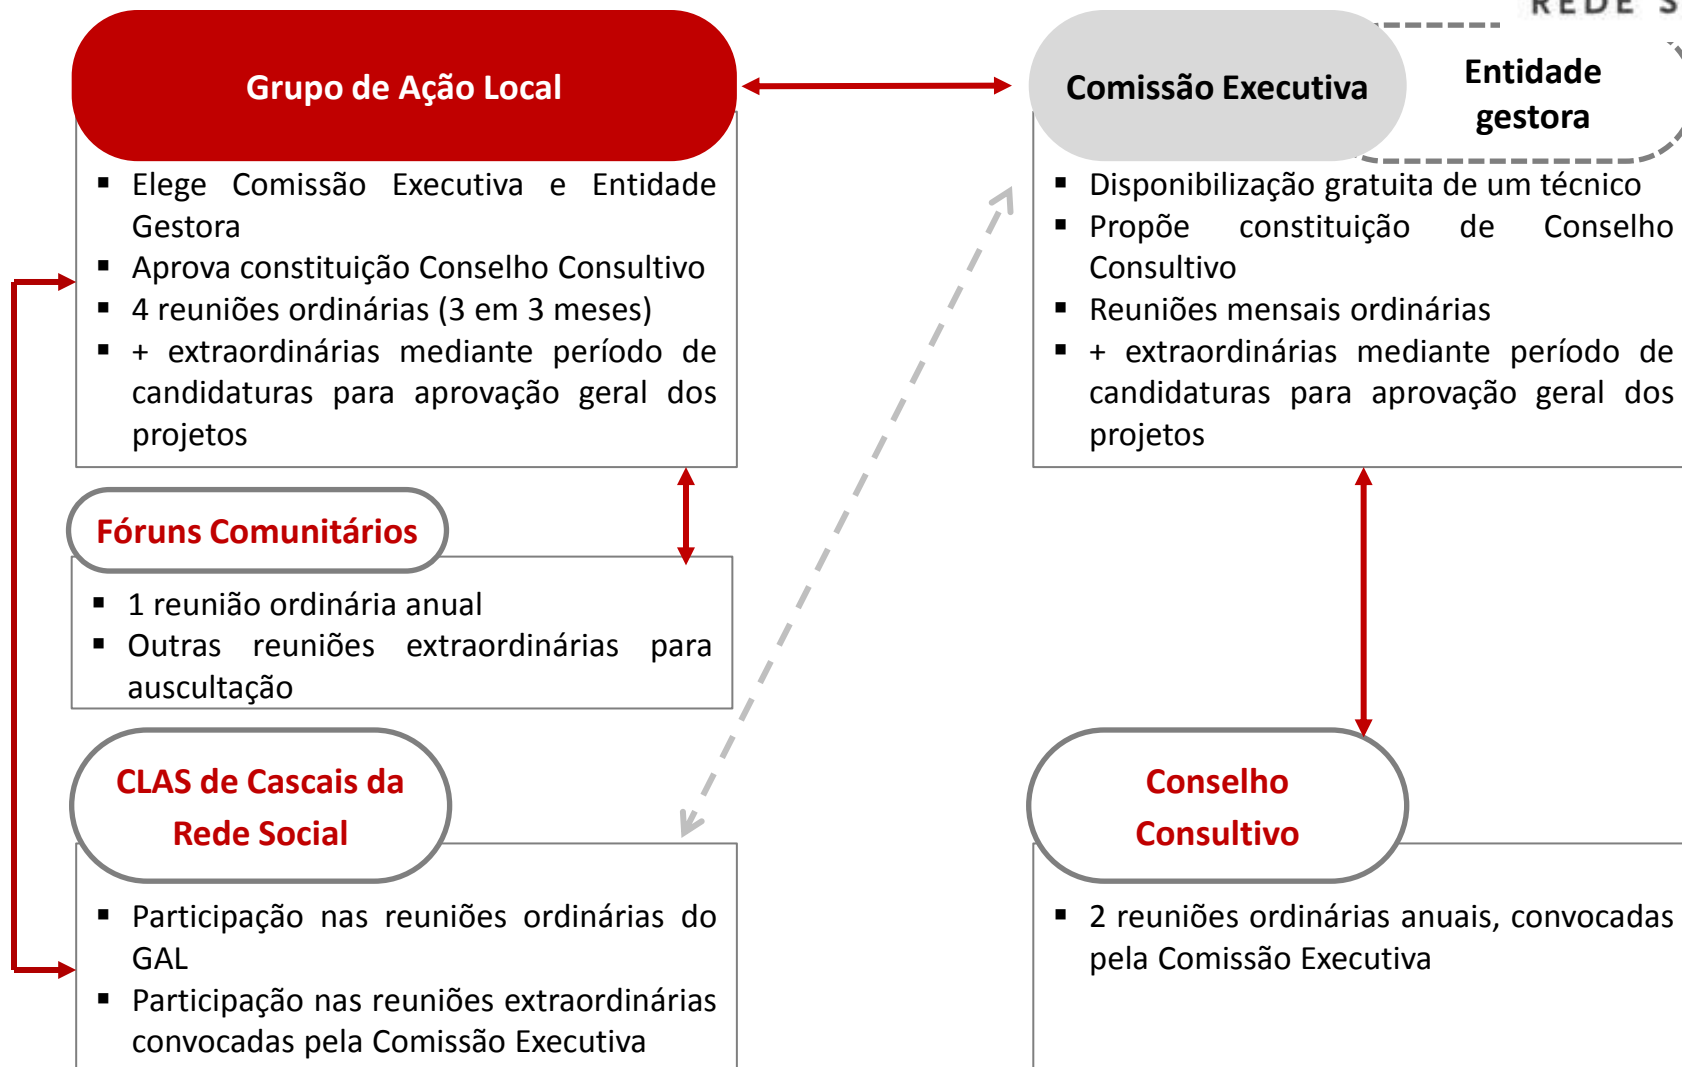 REDE S
Grupo de Ação Local
▪ Elege Comissão Executiva e Entidade
Gestora
▪ Aprova constituição Conselho Consultivo
▪ 4 reuniões ordinárias (3 em 3 meses)
▪ + extraordinárias mediante período de
candidaturas para aprovação geral dos
projetos
Comissão Executiva
Entidade
gestora
▪ Disponibilização gratuita de um técnico
▪ Propõe constituição de Conselho
Consultivo
▪ Reuniões mensais ordinárias
▪ + extraordinárias mediante período de
candidaturas para aprovação geral dos
projetos
Fóruns Comunitários
▪ 1 reunião ordinária anual
▪ Outras reuniões extraordinárias para
auscultação
CLAS de Cascais da
Rede Social
▪ Participação nas reuniões ordinárias do
GAL
▪ Participação nas reuniões extraordinárias
convocadas pela Comissão Executiva
Conselho
Consultivo
▪ 2 reuniões ordinárias anuais, convocadas
pela Comissão Executiva